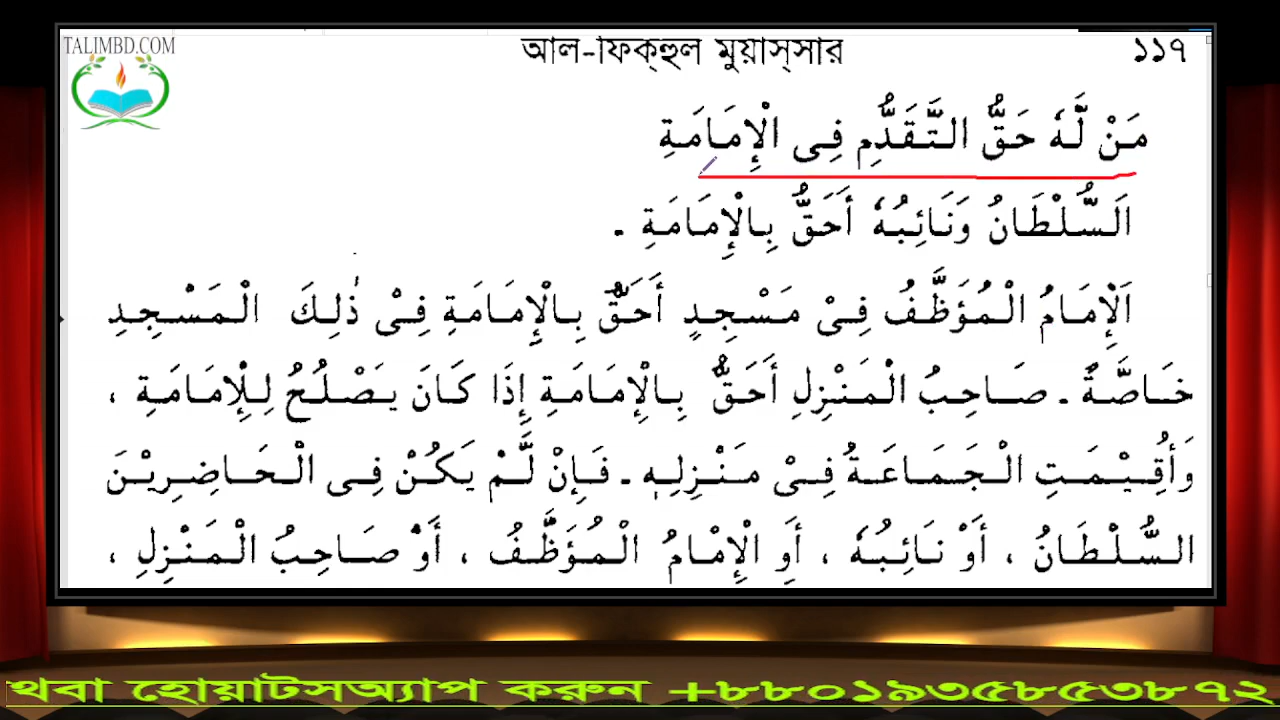 TALIMBD.COM
আল-ফিক্হুল মুয়াস্সার ১১৭
مَنْ لَّهٗ حَقُّ التَّقَدُّمِ فِى الْإِمَامَةِ
اَلسُّلْطَانُ وَنَائِبُهٗ أَحَقُّ بِالْإِمَامَةِ ۔
اَلْإِمَامُ الْمُؤَظَّفُ فِىْ مَسْجِدٍ أَحَقُّ بِالْإِمَامَةِ فِىْ ذٰلِكَ الْمَسْجِدِ
خَاصَّةً ۔ صَاحِبُ الْمَنْزِلِ أَحَقُّ بِالْإِمَامَةِ إِذَا كَانَ يَصْلُحُ لِلْإِمَامَةِ ،
وَأُقِيْمَتِ الْجَمَاعَةُ فِىْ مَنْزِلِهٖ ۔ فَإِنْ لَّمْ يَكُنْ فِى الْحَاضِرِيْنَ
السُّلْطَانُ ، أَوْ نَائِبُهٗ ، أَوِ الْإِمْامُ الْمُؤَظَّفُ ، أَوْ صَاحِبُ الْمَنْزِلِ ،
থবা হোয়াটসঅ্যাপ করুন +৮৮০১৯৩৫৮৫৩৮৭২